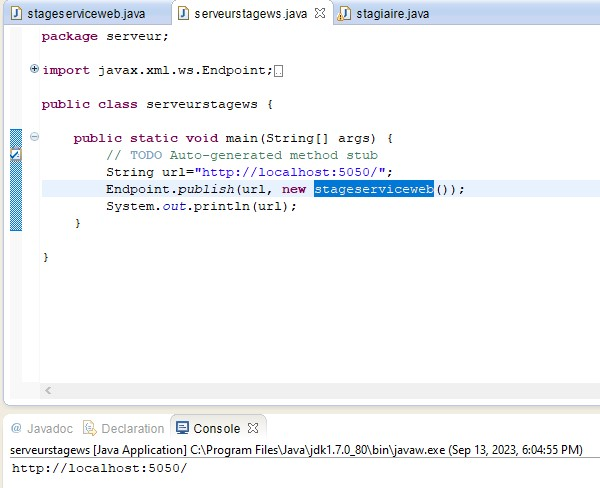 stageserviceweb.java serveurstagews.java stagiaire.java
package serveur;
import javax.xml.ws.Endpoint;
public class serveurstagews {
public static void main(String[] args) {
// TODO Auto-generated method stub
String url="http://localhost:5050/";
Endpoint.publish(url, new stageserviceweb());
System.out.println(url);
}
}
@ Javadoc Declaration Console
serveurstagews [Java Application] C:\Program Files\Java\jdk1.7.0_80\bin\javaw.exe (Sep 13, 2023, 6:04:55 PM)
http://localhost:5050/